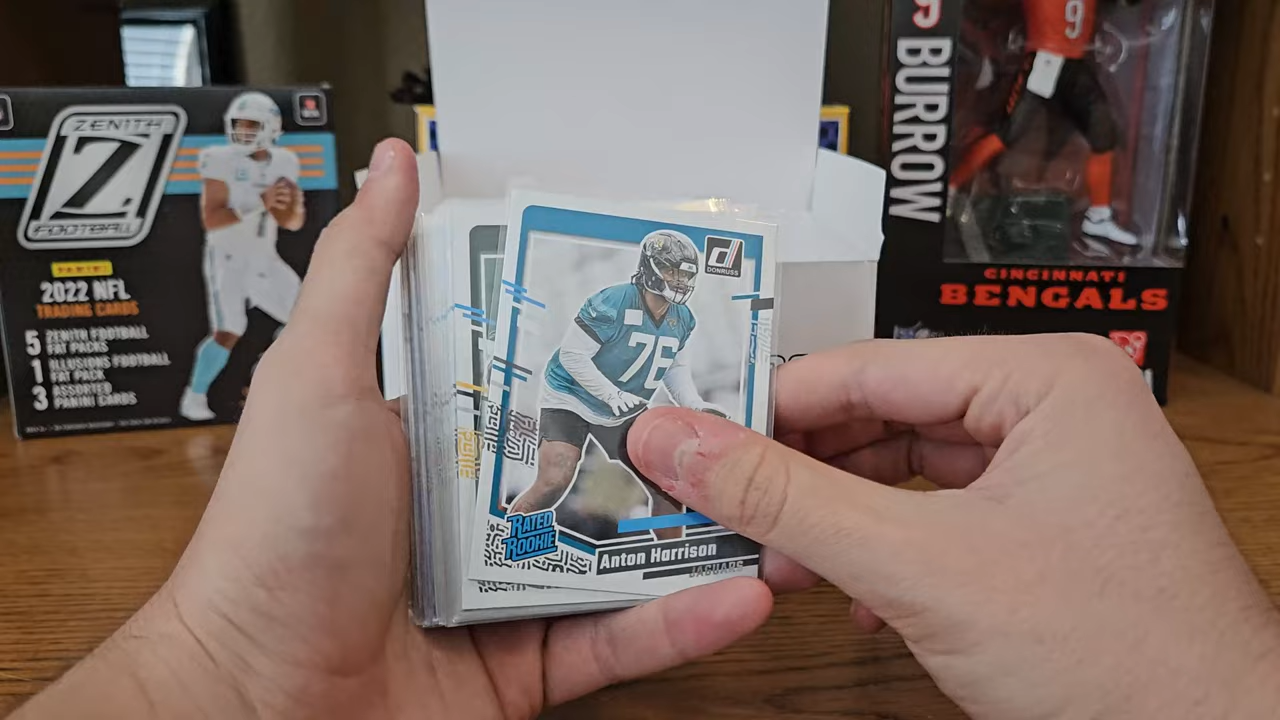 ZENITH
Z
FOOTBALL
PANINI
2022 NFL
TRADING CARDS
5 ZENITH FOOTBALL
FAT PACKS
1 ILLUSIONS FOOTBALL
FAT PACK
3 ASSORTED
PANINI CARDS
DONRUSS
76
RATED
ROOKIE
Anton Harrison
JAGUARS
9
BURROW
CINCINNATI
BENGALS